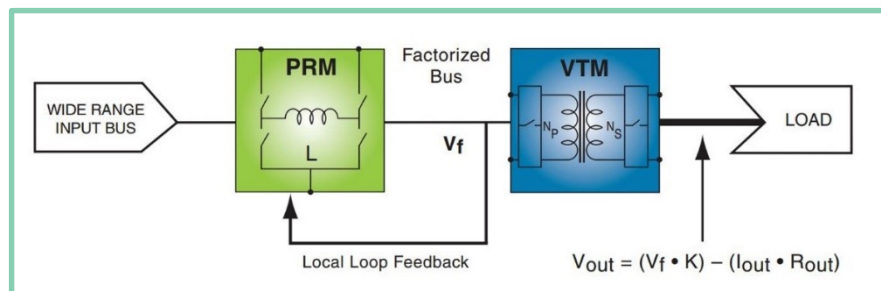 WIDE RANGE
INPUT BUS
PRM
L
Factorized
Bus
Vf
VTM
NP
NS
LOAD
Local Loop Feedback
Vout = (Vf • K) – (Iout • Rout)